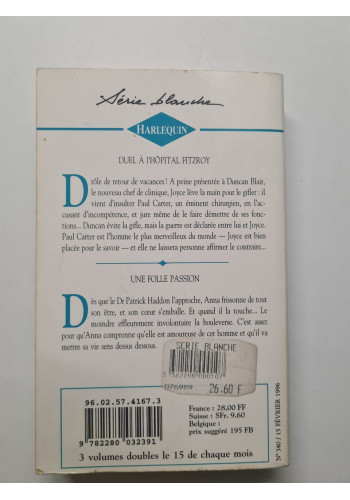 Série blanche
HARLEQUIN
DUEL À L'HÔPITAL FITZROY
Drôle de retour de vacances ! A peine présentée à Duncan Blair,
le nouveau chef de clinique, Joyce lève la main pour le gifler : il
vient d'insulter Paul Carter, un éminent chirurgien, en l'ac-
cusant d'incompétence, et jure même de le faire démettre de ses fonc-
tions... Duncan évite la gifle, mais la guerre est déclarée entre lui et Joyce.
Paul Carter est l'homme le plus merveilleux du monde — Joyce est bien
placée pour le savoir — et elle ne laissera personne affirmer le contraire...
UNE FOLLE PASSION
Dès que le Dr Patrick Haddon l'approche, Anna frissonne de tout
son être, et son cœur s'emballe. Et quand il la touche... Le
moindre effleurement involontaire la bouleverse. C'est assez
pour qu'Anna comprenne qu'elle est amoureuse de cet homme et qu'il va
mettre sa vie sens dessus dessous.
SERIE BLANCHE
26.60 F
96.02.57.4167.3
9 782280 032391
France : 28,00 FF
Suisse : SFr. 9.60
Belgique :
prix suggéré 195 FB
N° 340 / 15 FÉVRIER 1996
3 volumes doubles le 15 de chaque mois